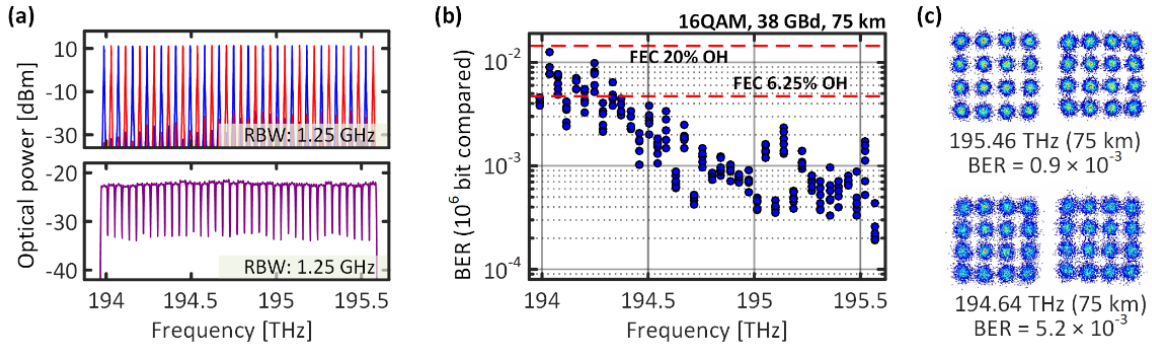 (a)
Optical power [dBm]
10
-10
-30
RBW: 1.25 GHz
-20
-30
-40
RBW: 1.25 GHz
194
194.5
195
195.5
Frequency [THz]
(b)
16QAM, 38 GBd, 75 km
BER (10⁶ bit compared]
10⁻²
10⁻³
10⁻⁴
FEC 20% OH
FEC 6.25% OH
194
194.5
195
195.5
Frequency [THz]
(c)
195.46 THz (75 km)
BER = 0.9 × 10⁻³
194.64 THz (75 km)
BER = 5.2 × 10⁻³